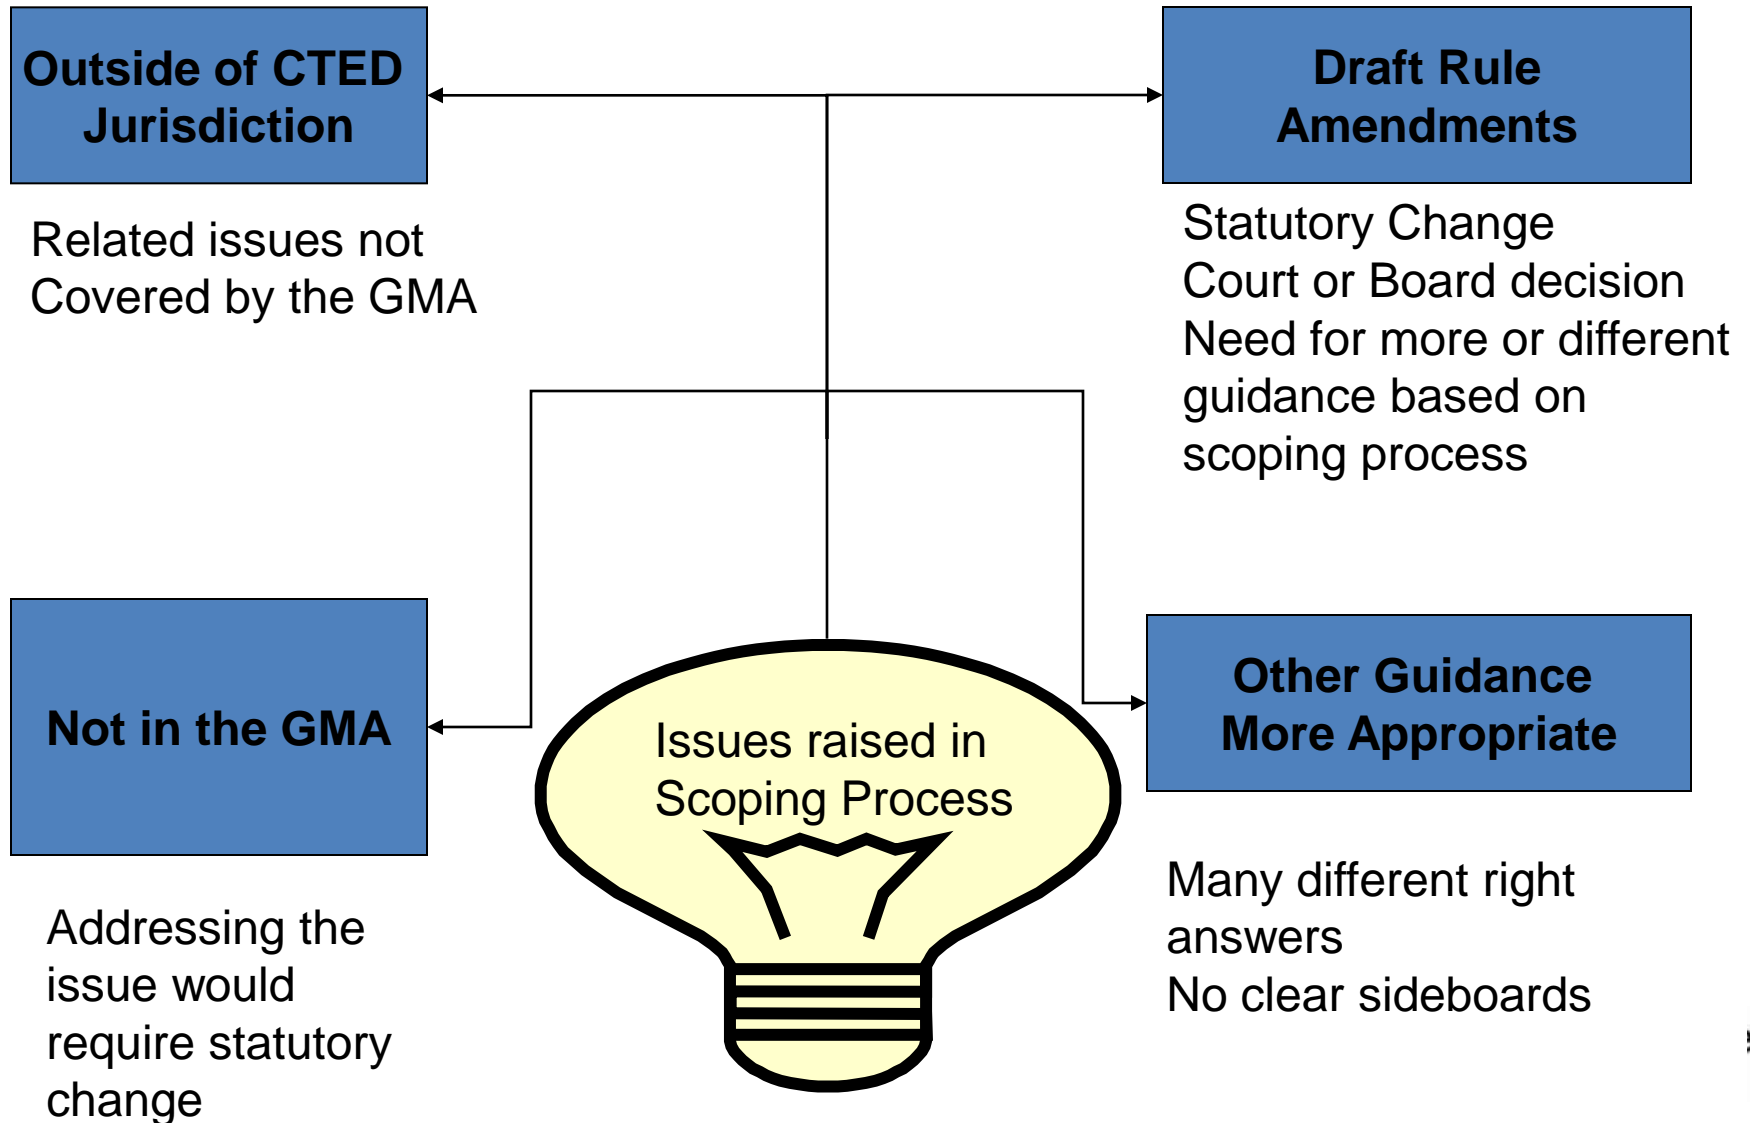 Outside of CTED
Jurisdiction
Related issues not
Covered by the GMA
Draft Rule
Amendments
Statutory Change
Court or Board decision
Need for more or different
guidance based on
scoping process
Not in the GMA
Addressing the
issue would
require statutory
change
Issues raised in
Scoping Process
Other Guidance
More Appropriate
Many different right
answers
No clear sideboards